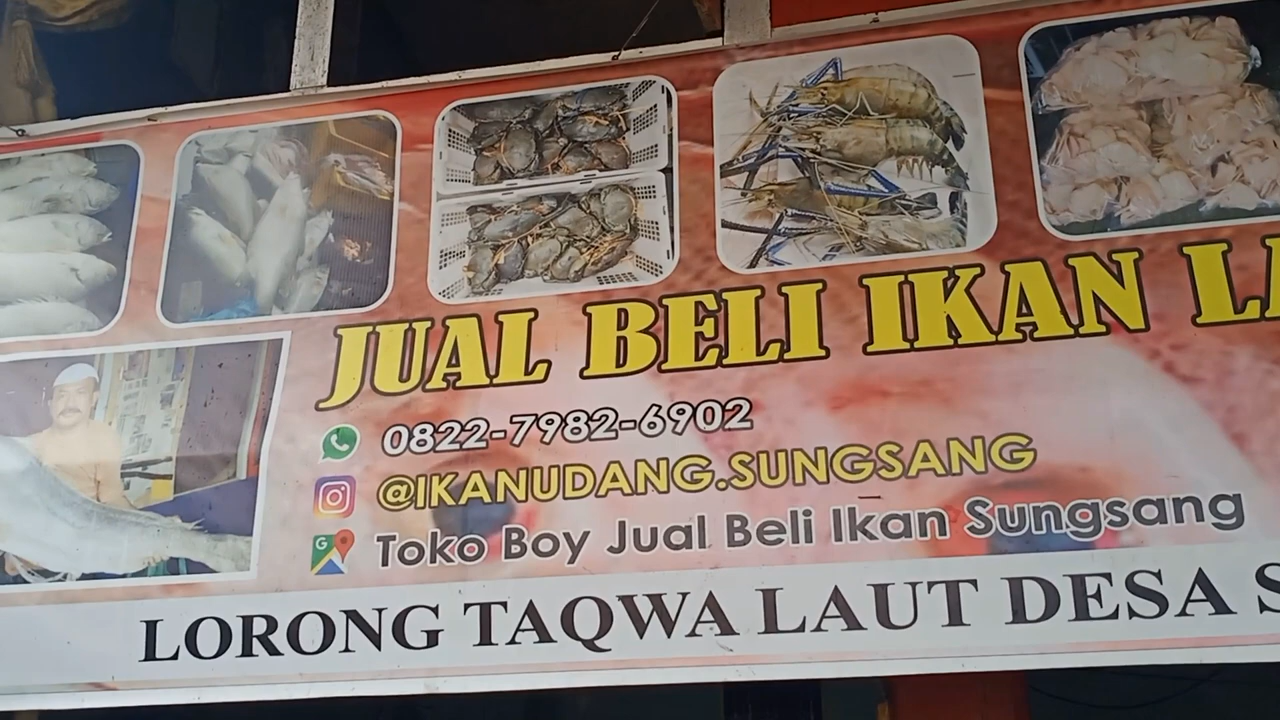 JUAL BELI IKAN
0822-7982-6902
@IKANUDANG.SUNGSANG
Toko Boy Jual Beli Ikan Sungsang
LORONG TAQWA LAUT DESA